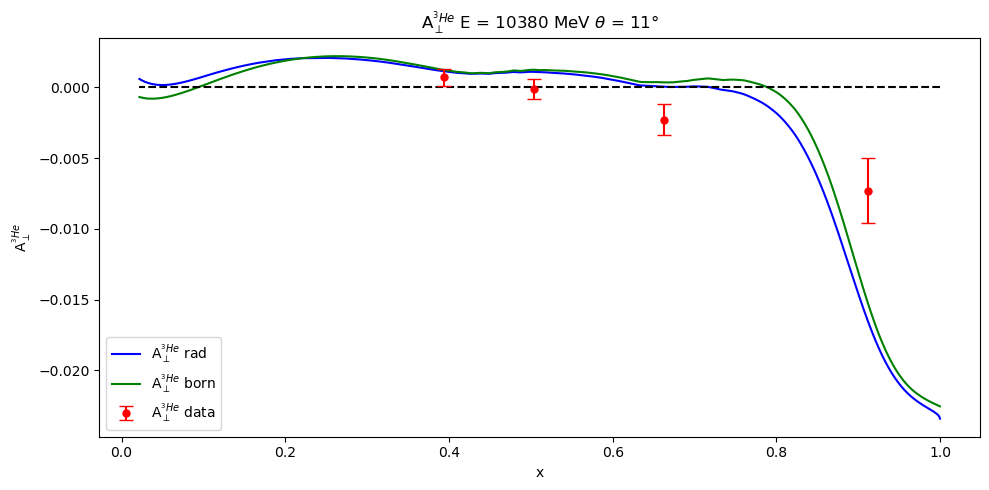 A⊥³He E = 10380 MeV θ = 11°
A⊥³He
0.000
−0.005
−0.010
−0.015
−0.020
A⊥³He rad
A⊥³He born
A⊥³He data
0.0 0.2 0.4 0.6 0.8 1.0
x